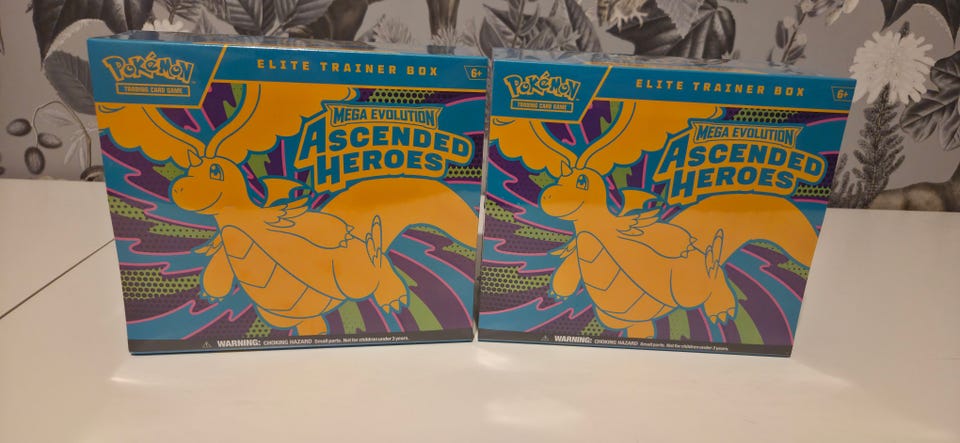 Pokémon
TRADING CARD GAME
ELITE TRAINER BOX
6+
MEGA EVOLUTION
ASCENDED
HEROES
WARNING: CHOKING HAZARD Small parts. Not for children under 3 years.
Pokémon
TRADING CARD GAME
ELITE TRAINER BOX
6+
MEGA EVOLUTION
ASCENDED
HEROES
WARNING: CHOKING HAZARD Small parts. Not for children under 3 years.